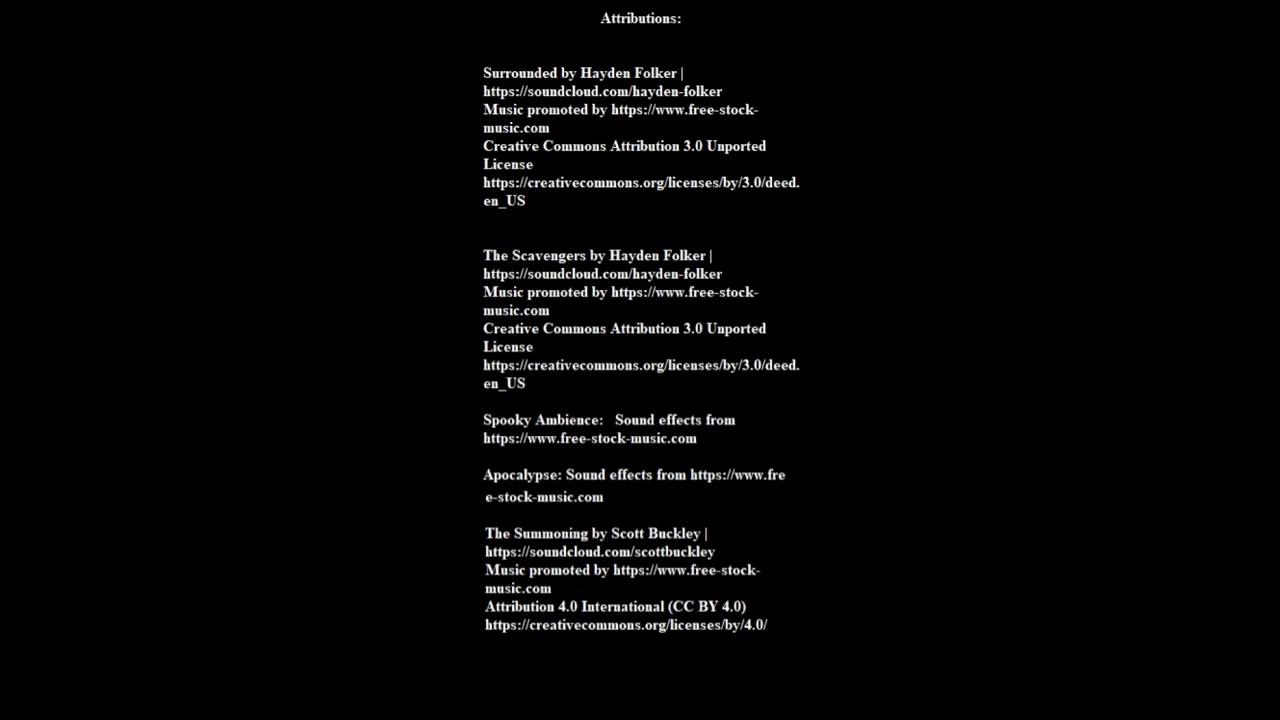 Attributions:
Surrounded by Hayden Folker |
https://soundcloud.com/hayden-folker
Music promoted by https://www.free-stock-
music.com
Creative Commons Attribution 3.0 Unported
License
https://creativecommons.org/licenses/by/3.0/deed.
en_US
The Scavengers by Hayden Folker |
https://soundcloud.com/hayden-folker
Music promoted by https://www.free-stock-
music.com
Creative Commons Attribution 3.0 Unported
License
https://creativecommons.org/licenses/by/3.0/deed.
en_US
Spooky Ambience:   Sound effects from
https://www.free-stock-music.com
Apocalypse: Sound effects from https://www.fre
e-stock-music.com
The Summoning by Scott Buckley |
https://soundcloud.com/scottbuckley
Music promoted by https://www.free-stock-
music.com
Attribution 4.0 International (CC BY 4.0)
https://creativecommons.org/licenses/by/4.0/